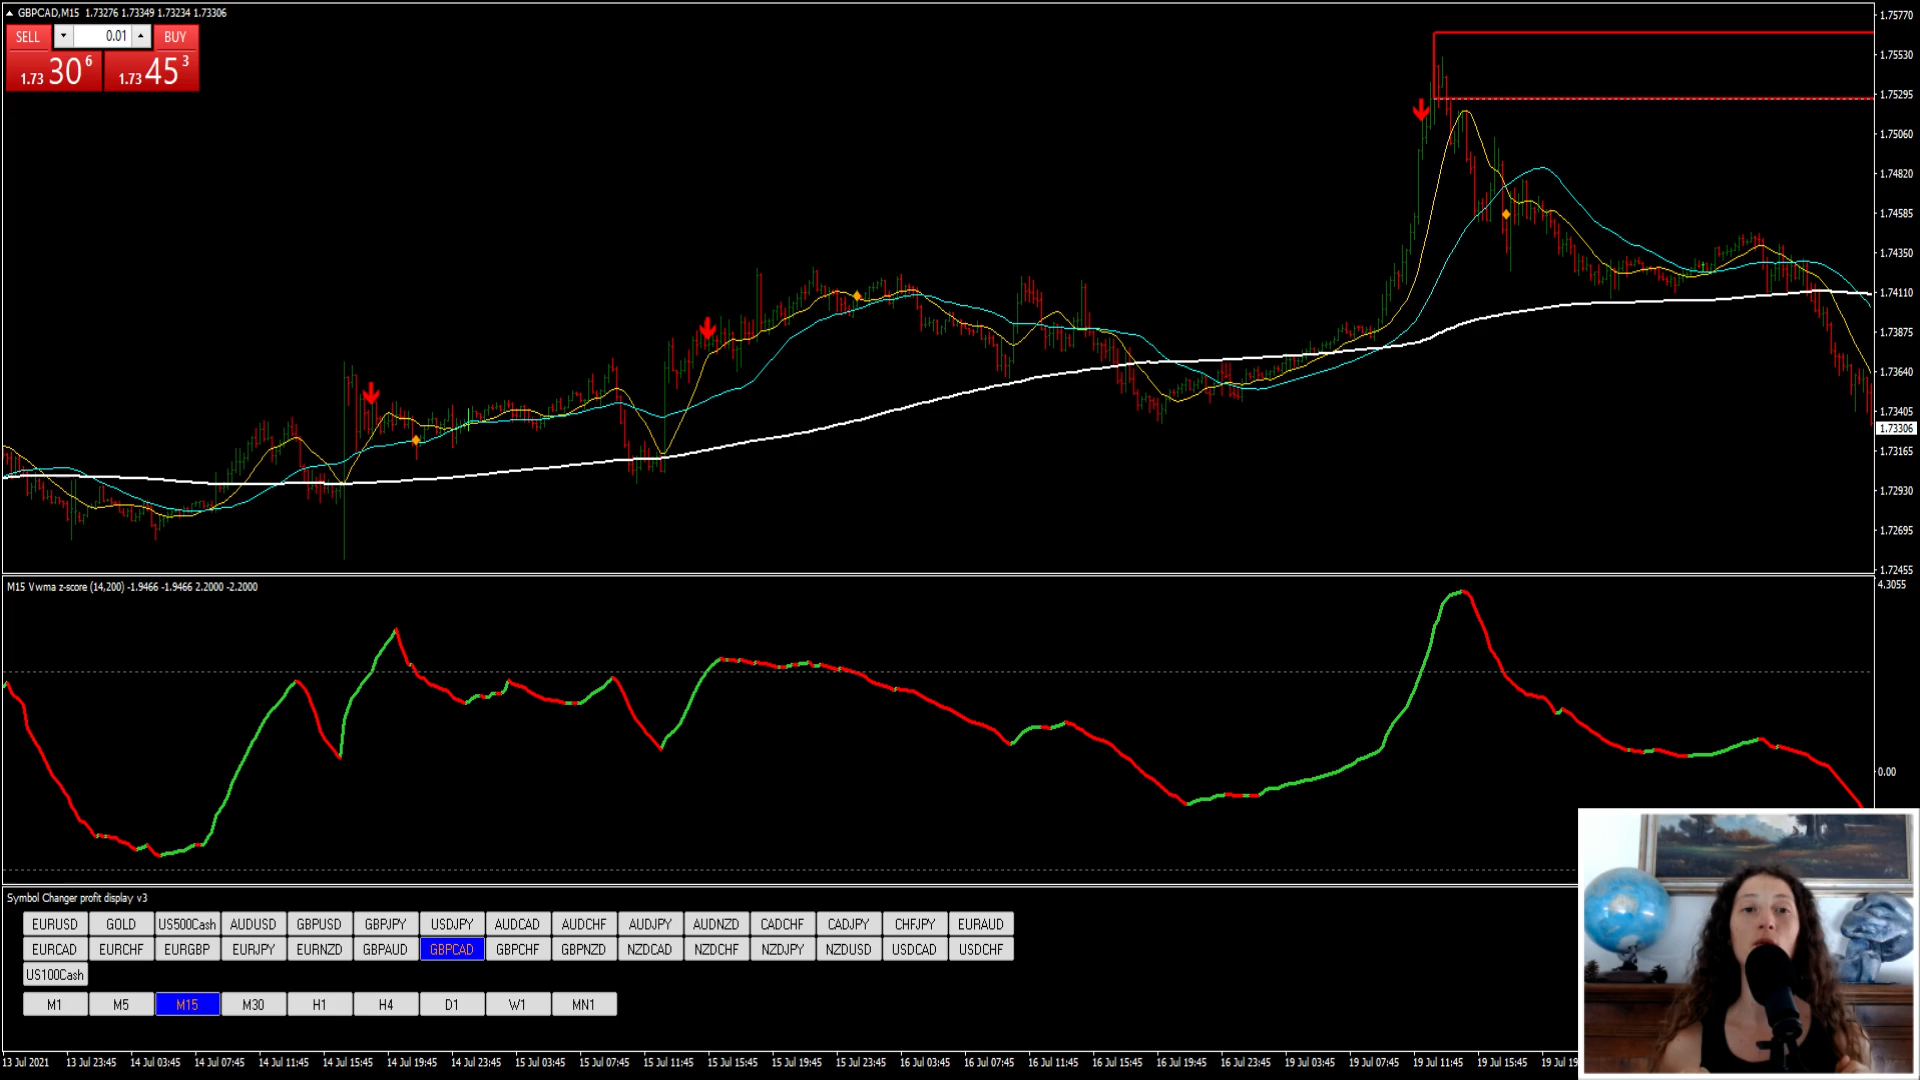 GBPCAD,M15 1.73276 1.73349 1.73234 1.73306
SELL 0.01 BUY
1.73 30 6 1.73 45 3
1.75770
1.75530
1.75295
1.75060
1.74820
1.74585
1.74350
1.74110
1.73875
1.73640
1.73405
1.73306
1.73165
1.72930
1.72695
1.72455
M15 Vwma z-score (14,200) -1.9466 -1.9466 2.2000 -2.2000
4.3055
0.00
Symbol Changer profit display v3
EURUSD GOLD US500Cash AUDUSD GBPUSD GBPJPY USDJPY AUDCAD AUDCHF AUDJPY AUDNZD CADCHF CADJPY CHFJPY EURAUD
EURCAD EURCHF EURGBP EURJPY EURNZD GBPAUD GBPCAD GBPCHF GBPNZD NZDCAD NZDCHF NZDJPY NZDUSD USDCAD USDCHF
US100Cash
M1 M5 M15 M30 H1 H4 D1 W1 MN1
13 Jul 2021 13 Jul 23:45 14 Jul 03:45 14 Jul 07:45 14 Jul 11:45 14 Jul 15:45 14 Jul 19:45 14 Jul 23:45 15 Jul 03:45 15 Jul 07:45 15 Jul 11:45 15 Jul 15:45 15 Jul 19:45 15 Jul 23:45 16 Jul 03:45 16 Jul 07:45 16 Jul 11:45 16 Jul 15:45 16 Jul 19:45 16 Jul 23:45 19 Jul 03:45 19 Jul 07:45 19 Jul 11:45 19 Jul 15:45 19 Jul 19